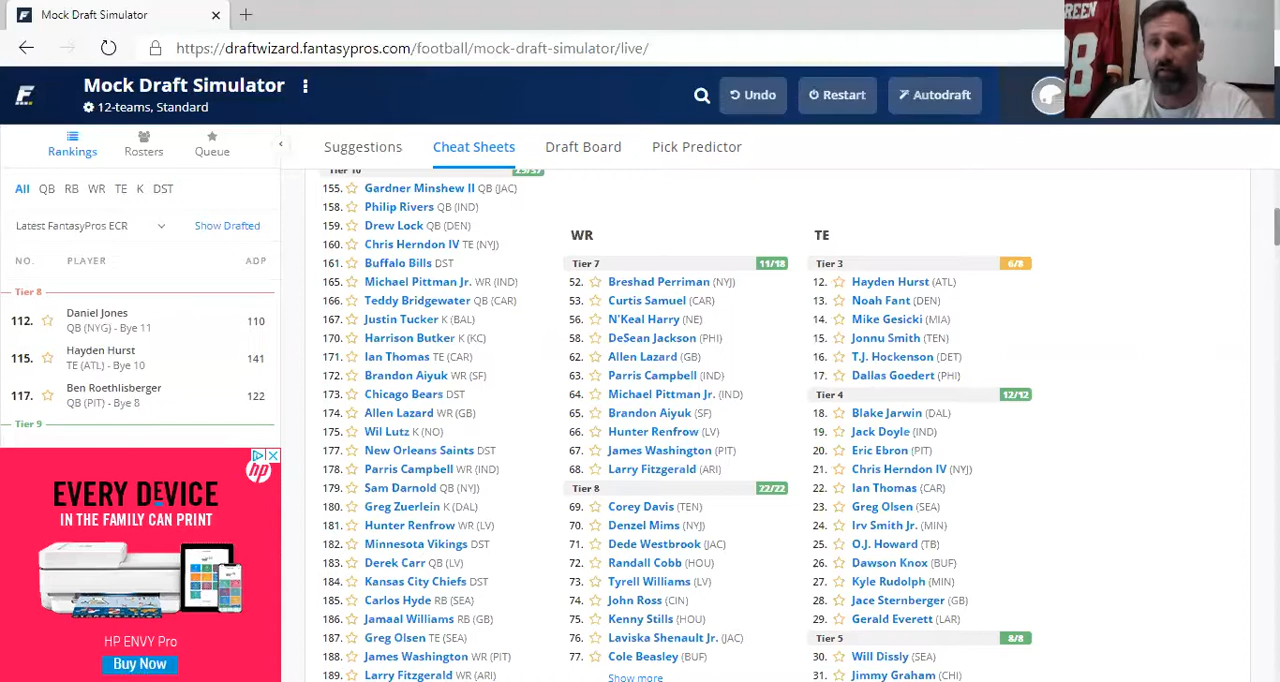 Mock Draft Simulator
https://draftwizard.fantasypros.com/football/mock-draft-simulator/live/
REEN
8
Mock Draft Simulator
12-teams, Standard
Undo
Restart
Autodraft
Rankings
Rosters
Queue
Suggestions
Cheat Sheets
Draft Board
Pick Predictor
All QB RB WR TE K DST
Latest FantasyPros ECR
Show Drafted
NO. PLAYER ADP
Tier 8
112. Daniel Jones 110
QB (NYG) - Bye 11
115. Hayden Hurst 141
TE (ATL) - Bye 10
117. Ben Roethlisberger 122
QB (PIT) - Bye 8
Tier 9
hp
EVERY DEVICE
IN THE FAMILY CAN PRINT
HP ENVY Pro
Buy Now
Tier 10
155. Gardner Minshew II QB (JAC)
158. Philip Rivers QB (IND)
159. Drew Lock QB (DEN)
160. Chris Herndon IV TE (NYJ)
161. Buffalo Bills DST
165. Michael Pittman Jr. WR (IND)
166. Teddy Bridgewater QB (CAR)
167. Justin Tucker K (BAL)
170. Harrison Butker K (KC)
171. Ian Thomas TE (CAR)
172. Brandon Aiyuk WR (SF)
173. Chicago Bears DST
174. Allen Lazard WR (GB)
175. Wil Lutz K (NO)
177. New Orleans Saints DST
178. Parris Campbell WR (IND)
179. Sam Darnold QB (NYJ)
180. Greg Zuerlein K (DAL)
181. Hunter Renfrow WR (LV)
182. Minnesota Vikings DST
183. Derek Carr QB (LV)
184. Kansas City Chiefs DST
185. Carlos Hyde RB (SEA)
186. Jamaal Williams RB (GB)
187. Greg Olsen TE (SEA)
188. James Washington WR (PIT)
189. Larry Fitzgerald WR (ARI)
WR
Tier 7 11/18
52. Breshad Perriman (NYJ)
53. Curtis Samuel (CAR)
56. N'Keal Harry (NE)
58. DeSean Jackson (PHI)
62. Allen Lazard (GB)
63. Parris Campbell (IND)
64. Michael Pittman Jr. (IND)
65. Brandon Aiyuk (SF)
66. Hunter Renfrow (LV)
67. James Washington (PIT)
68. Larry Fitzgerald (ARI)
Tier 8 22/22
69. Corey Davis (TEN)
70. Denzel Mims (NYJ)
71. Dede Westbrook (JAC)
72. Randall Cobb (HOU)
73. Tyrell Williams (LV)
74. John Ross (CIN)
75. Kenny Stills (HOU)
76. Laviska Shenault Jr. (JAC)
77. Cole Beasley (BUF)
Show more
TE
Tier 3 6/8
12. Hayden Hurst (ATL)
13. Noah Fant (DEN)
14. Mike Gesicki (MIA)
15. Jonnu Smith (TEN)
16. T.J. Hockenson (DET)
17. Dallas Goedert (PHI)
Tier 4 12/12
18. Blake Jarwin (DAL)
19. Jack Doyle (IND)
20. Eric Ebron (PIT)
21. Chris Herndon IV (NYJ)
22. Ian Thomas (CAR)
23. Greg Olsen (SEA)
24. Irv Smith Jr. (MIN)
25. O.J. Howard (TB)
26. Dawson Knox (BUF)
27. Kyle Rudolph (MIN)
28. Jace Sternberger (GB)
29. Gerald Everett (LAR)
Tier 5 8/8
30. Will Dissly (SEA)
31. Jimmy Graham (CHI)